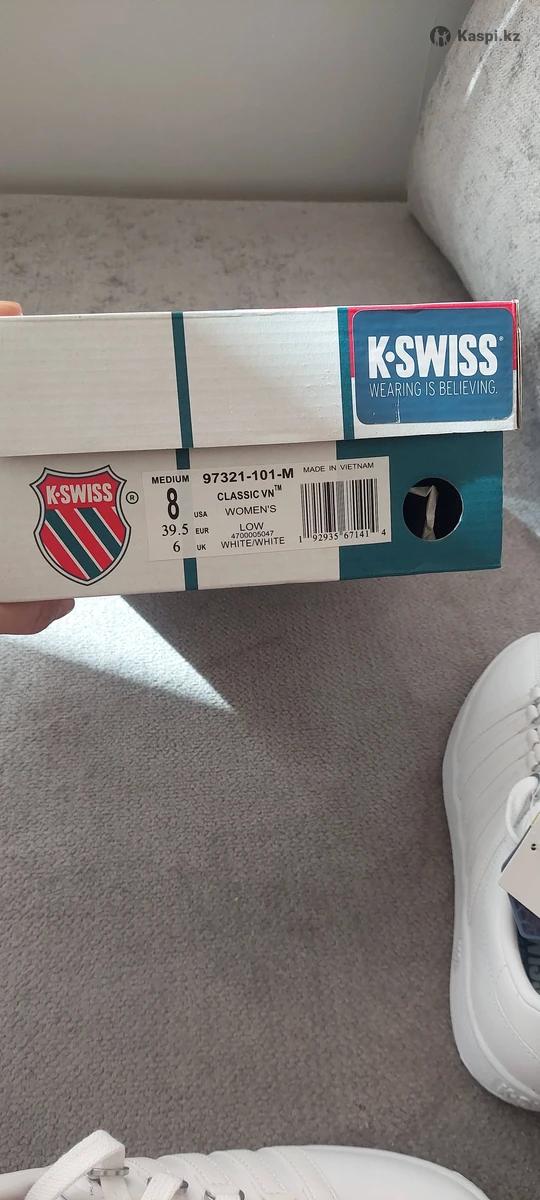 Kaspi.kz
K·SWISS®
WEARING IS BELIEVING.
K·SWISS ®
MEDIUM 97321-101-M MADE IN VIETNAM
8 USA CLASSIC VN™
WOMEN'S
39.5 EUR LOW
4700005047
6 UK WHITE/WHITE
1 92935 67141 4